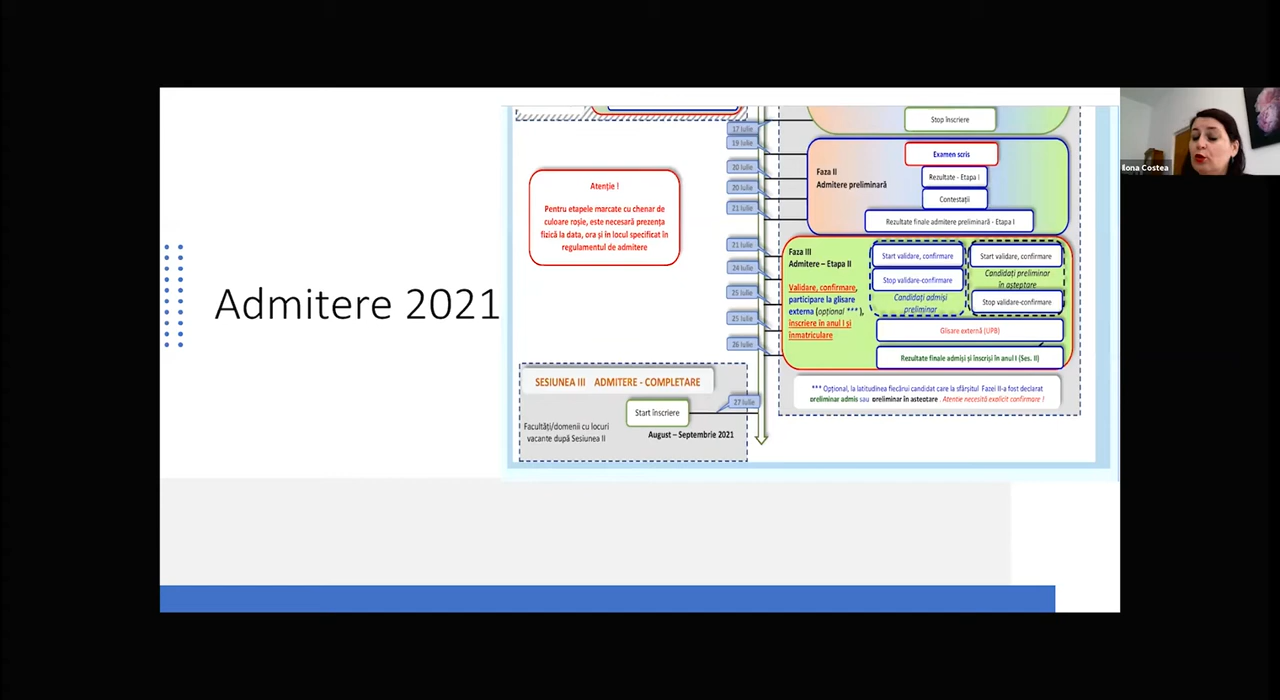 Admitere 2021
Atenție !
Pentru etapele marcate cu chenar de
culoare roșie, este necesară prezența
fizică la data, ora și în locul specificat în
regulamentul de admitere
SESIUNEA III ADMITERE - COMPLETARE
Start înscriere
27 Iulie
Facultăți/domenii cu locuri
vacante după Sesiunea II
August – Septembrie 2021
17 Iulie
19 Iulie
20 Iulie
20 Iulie
21 Iulie
21 Iulie
24 Iulie
25 Iulie
25 Iulie
26 Iulie
Stop înscriere
Faza II
Admitere preliminară
Examen scris
Rezultate - Etapa I
Contestații
Rezultate finale admitere preliminară - Etapa I
Faza III
Admitere – Etapa II
Validare, confirmare,
participare la glisare
externa (opțional *** ),
înscriere în anul I și
înmatriculare
Start validare, confirmare
Stop validare-confirmare
Candidați admiși
preliminar
Start validare, confirmare
Candidați preliminar
în așteptare
Stop validare-confirmare
Glisare externă (UPB)
Rezultate finale admiși și înscriși în anul I (Ses. II)
*** Opțional, la latitudinea fiecărui candidat care la sfârșitul Fazei II-a fost declarat
preliminar admis sau preliminar în asteotare . Atentie necesită explicit confirmare !
Ilona Costea